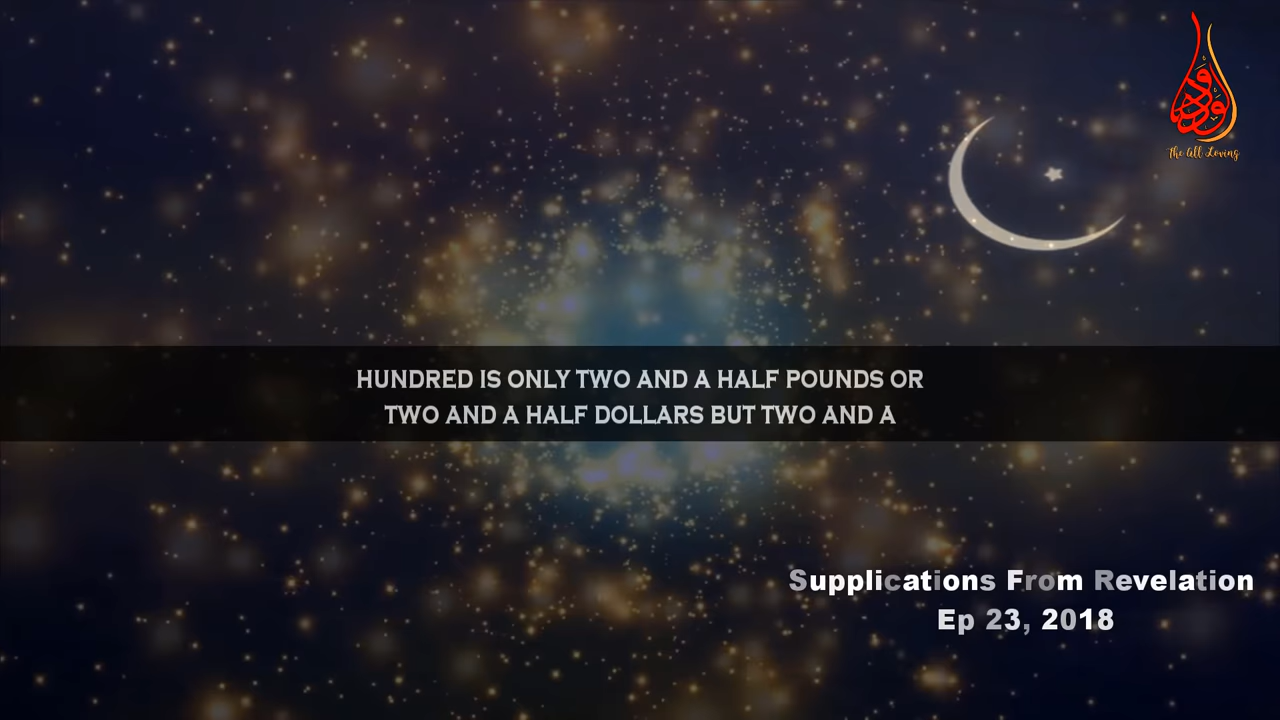 الودود
The All Loving
HUNDRED IS ONLY TWO AND A HALF POUNDS OR
TWO AND A HALF DOLLARS BUT TWO AND A
Supplications From Revelation
Ep 23, 2018